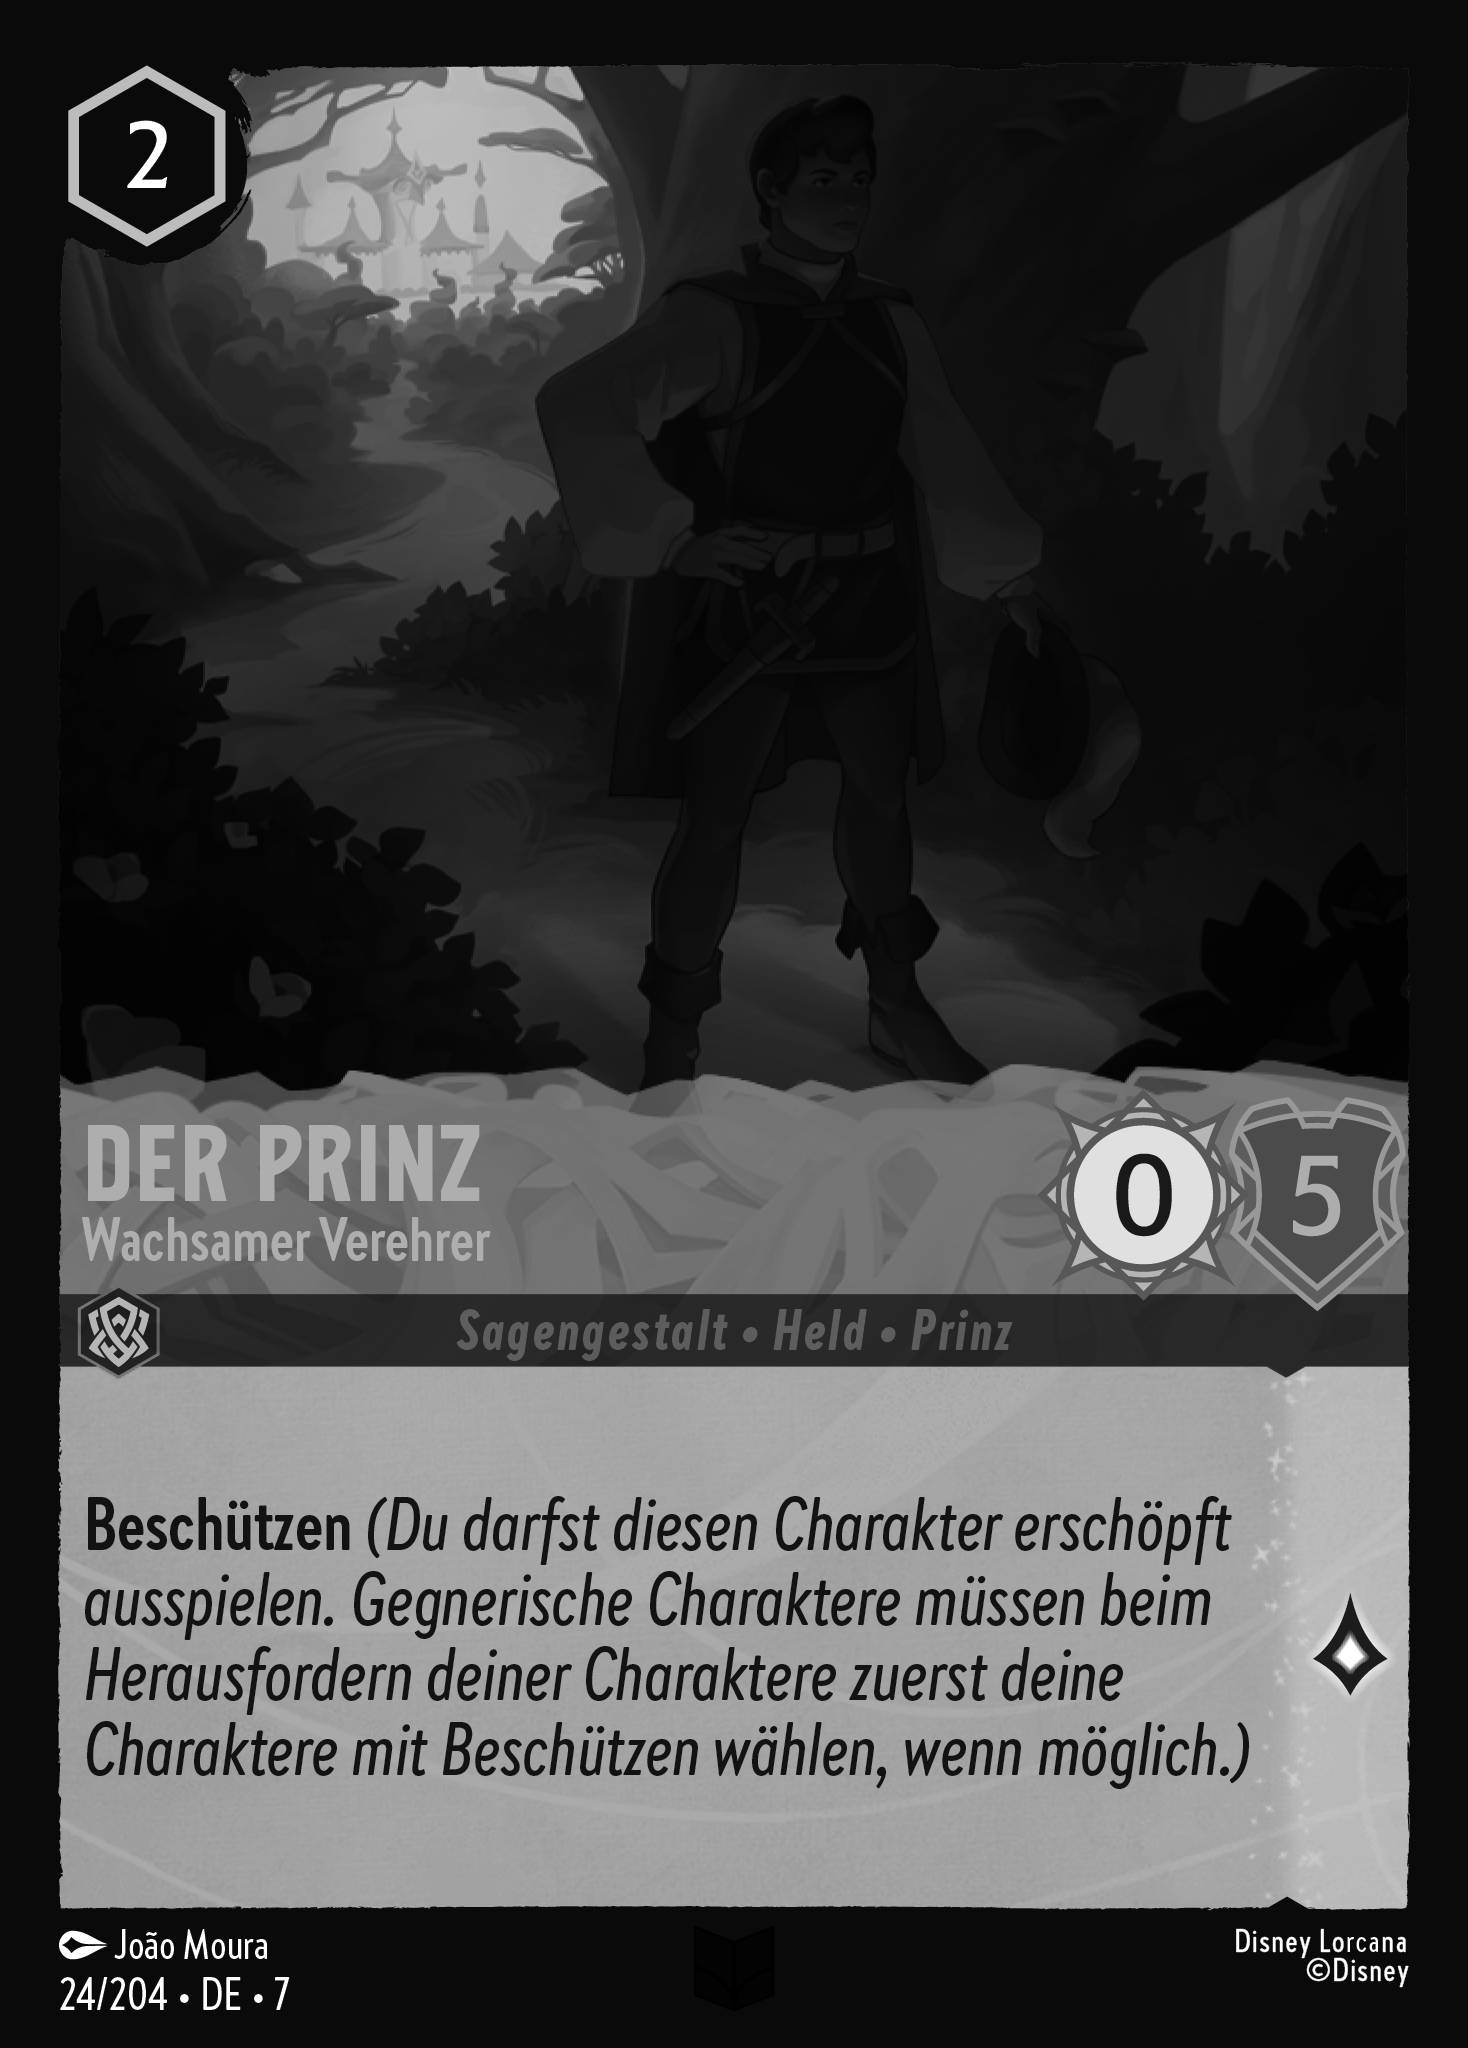 2
DER PRINZ
Wachsamer Verehrer
0
5
Sagengestalt • Held • Prinz
Beschützen (Du darfst diesen Charakter erschöpft
ausspielen. Gegnerische Charaktere müssen beim
Herausfordern deiner Charaktere zuerst deine
Charaktere mit Beschützen wählen, wenn möglich.)
João Moura
24/204 • DE • 7
Disney Lorcana
©Disney